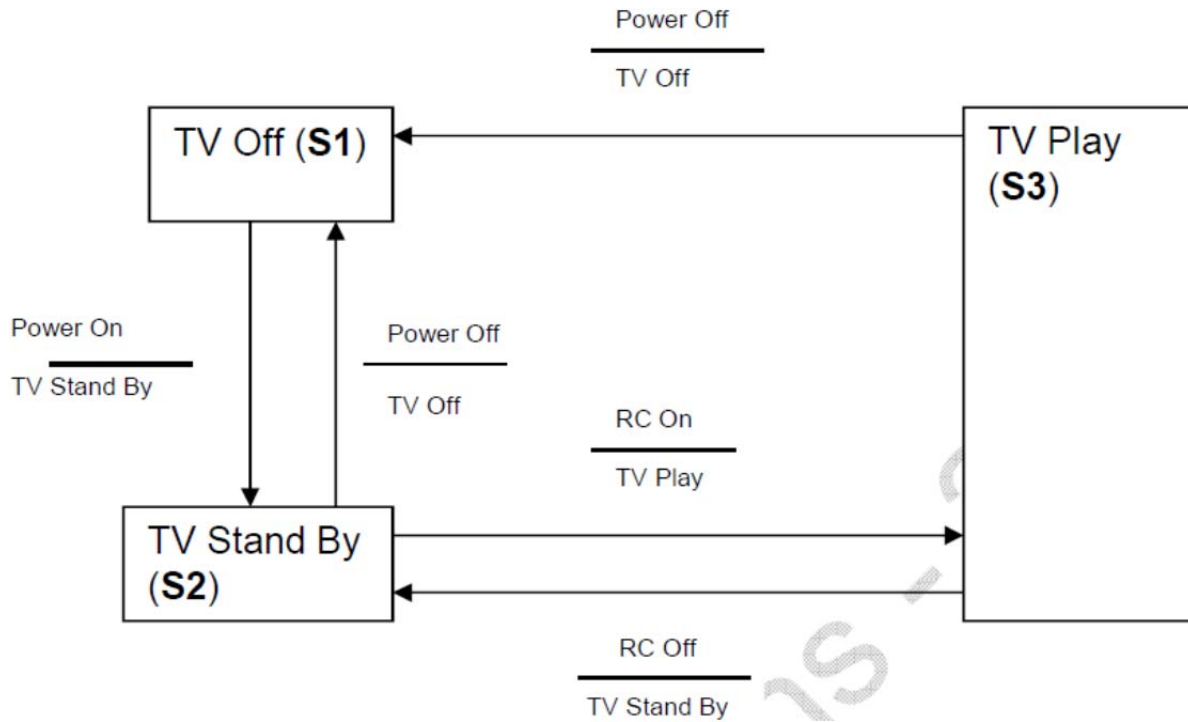 Power Off
TV Off
TV Off (S1)
TV Play
(S3)
Power On
TV Stand By
Power Off
TV Off
RC On
TV Play
TV Stand By
(S2)
RC Off
TV Stand By